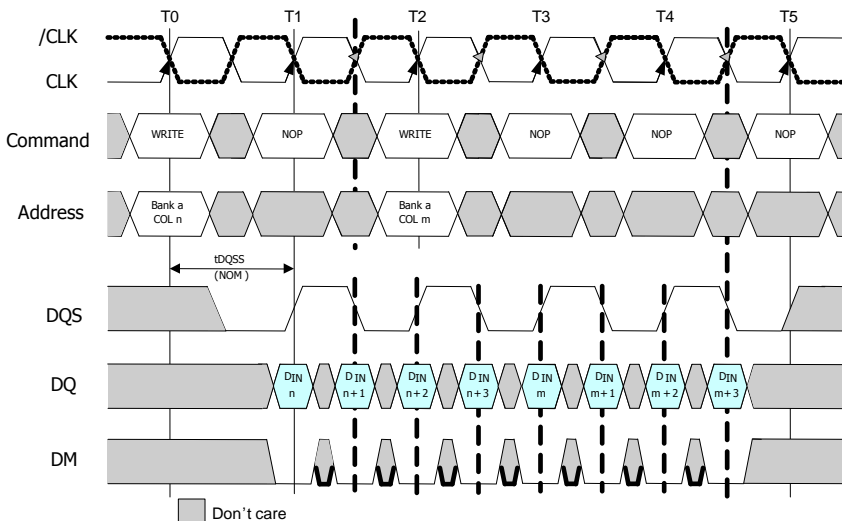 T0 T1 T2 T3 T4 T5
/CLK
CLK
Command WRITE NOP WRITE NOP NOP NOP
Address Bank a COL n Bank a COL m
tDQSS
(NOM )
DQS
DQ DIN n DIN n+1 DIN n+2 DIN n+3 DIN m DIN m+1 DIN m+2 DIN m+3
DM
Don't care